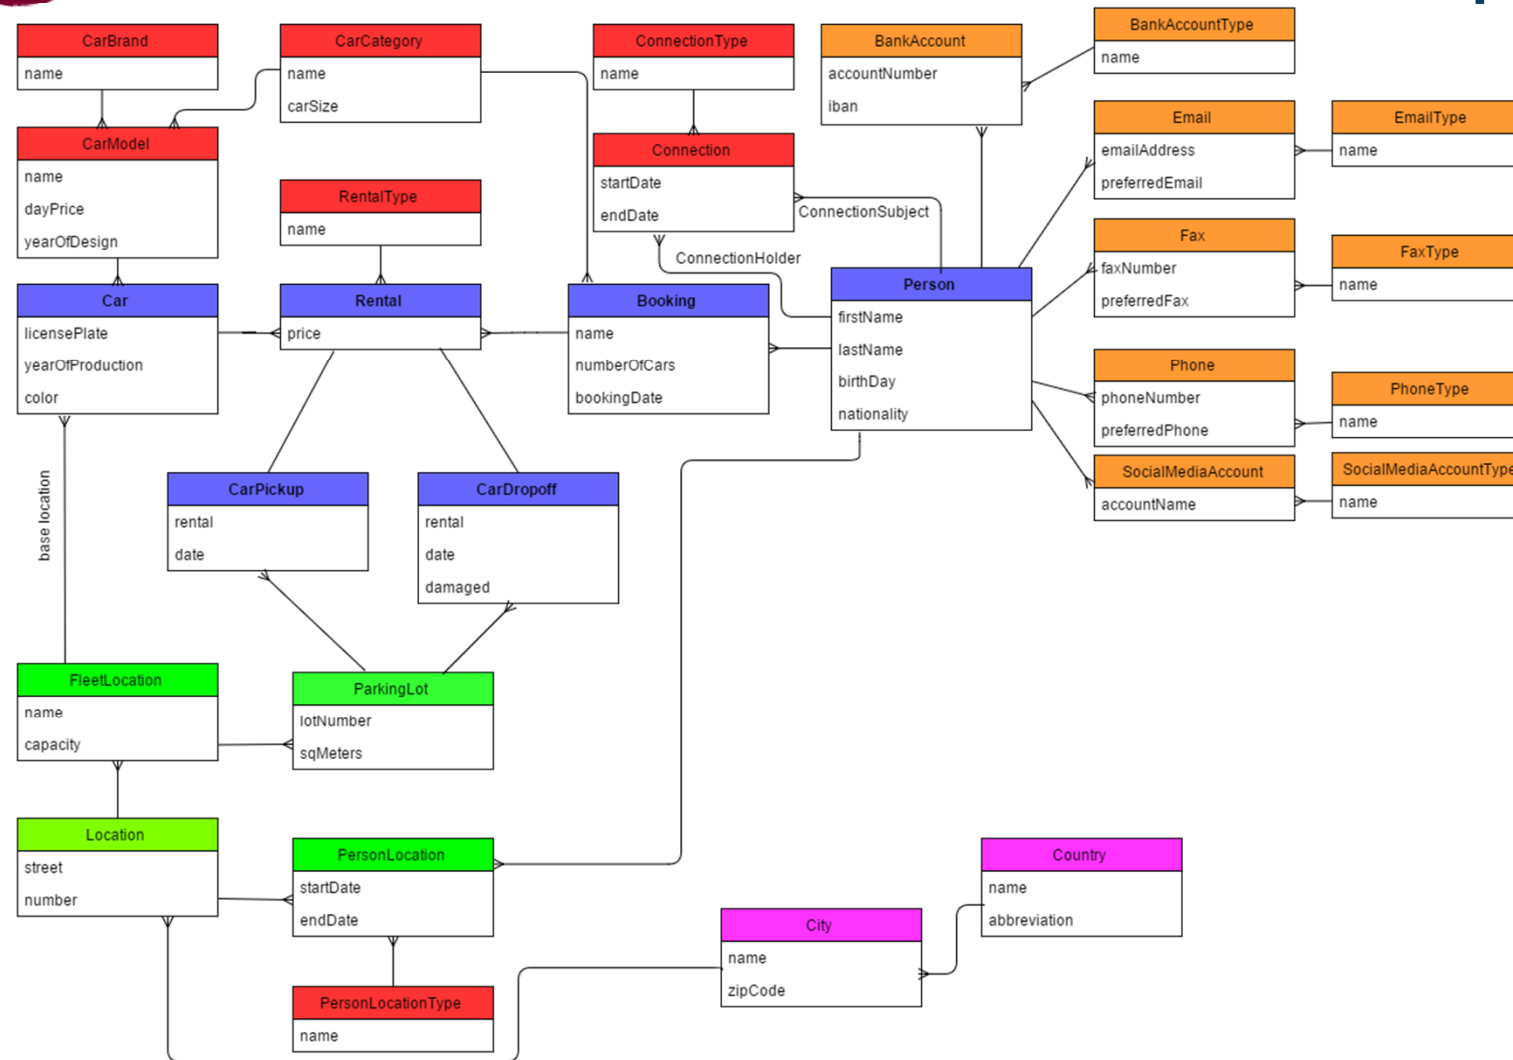 CarBrand
name
CarCategory
name
carSize
ConnectionType
name
BankAccount
accountNumber
iban
BankAccountType
name
CarModel
name
dayPrice
yearOfDesign
RentalType
name
Connection
startDate
endDate
ConnectionSubject
ConnectionHolder
Email
emailAddress
preferredEmail
EmailType
name
Fax
faxNumber
preferredFax
FaxType
name
Car
licensePlate
yearOfProduction
color
Rental
price
Booking
name
numberOfCars
bookingDate
Person
firstName
lastName
birthDay
nationality
Phone
phoneNumber
preferredPhone
PhoneType
name
SocialMediaAccount
accountName
SocialMediaAccountType
name
base location
CarPickup
rental
date
CarDropoff
rental
date
damaged
FleetLocation
name
capacity
ParkingLot
lotNumber
sqMeters
Location
street
number
PersonLocation
startDate
endDate
PersonLocationType
name
City
name
zipCode
Country
name
abbreviation